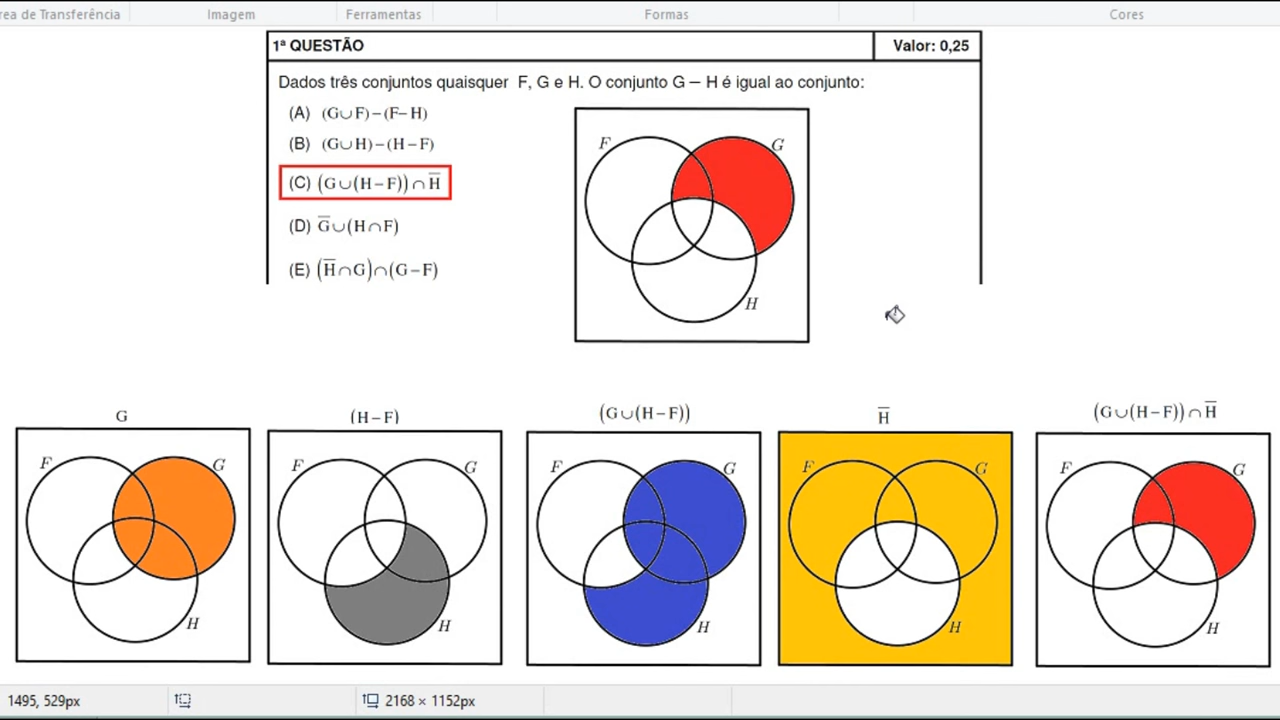 rea de Transferência Imagem Ferramentas Formas Cores
1ª QUESTÃO Valor: 0,25
Dados três conjuntos quaisquer F, G e H. O conjunto G – H é igual ao conjunto:
(A) (G∪F)–(F–H)
(B) (G∪H)–(H–F)
(C) (G∪(H–F))∩H̅
(D) G̅∪(H∩F)
(E) (H̅∩G)∩(G–F)
F G
H
G (H–F) (G∪(H–F)) H̅ (G∪(H–F))∩H̅
F G F G F G F G F G
H H H H H
1495, 529px 2168 × 1152px